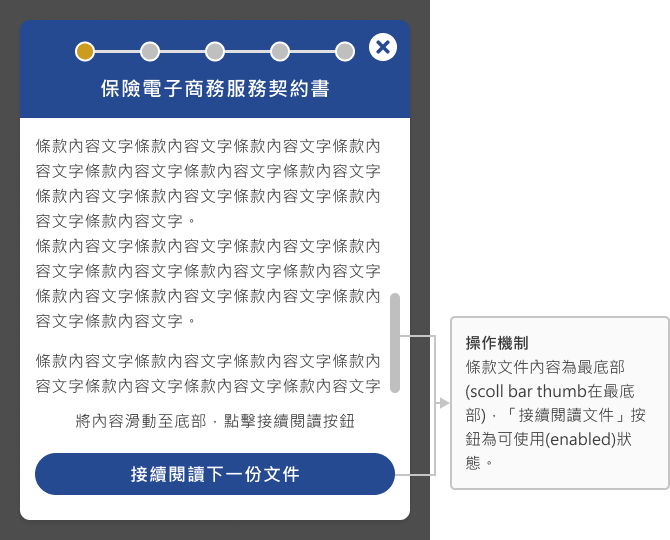 保險電子商務服務契約書
條款內容文字條款內容文字條款內容文字條款內
容文字條款內容文字條款內容文字條款內容文字
條款內容文字條款內容文字條款內容文字條款內
容文字條款內容文字。
條款內容文字條款內容文字條款內容文字條款內
容文字條款內容文字條款內容文字條款內容文字
條款內容文字條款內容文字條款內容文字條款內
容文字條款內容文字。
條款內容文字條款內容文字條款內容文字條款內
容文字條款內容文字條款內容文字條款內容文字
將內容滑動至底部，點擊接續閱讀按鈕
接續閱讀下一份文件
操作機制
條款文件內容為最底部
(scoll bar thumb在最底
部)，「接續閱讀文件」按
鈕為可使用(enabled)狀
態。